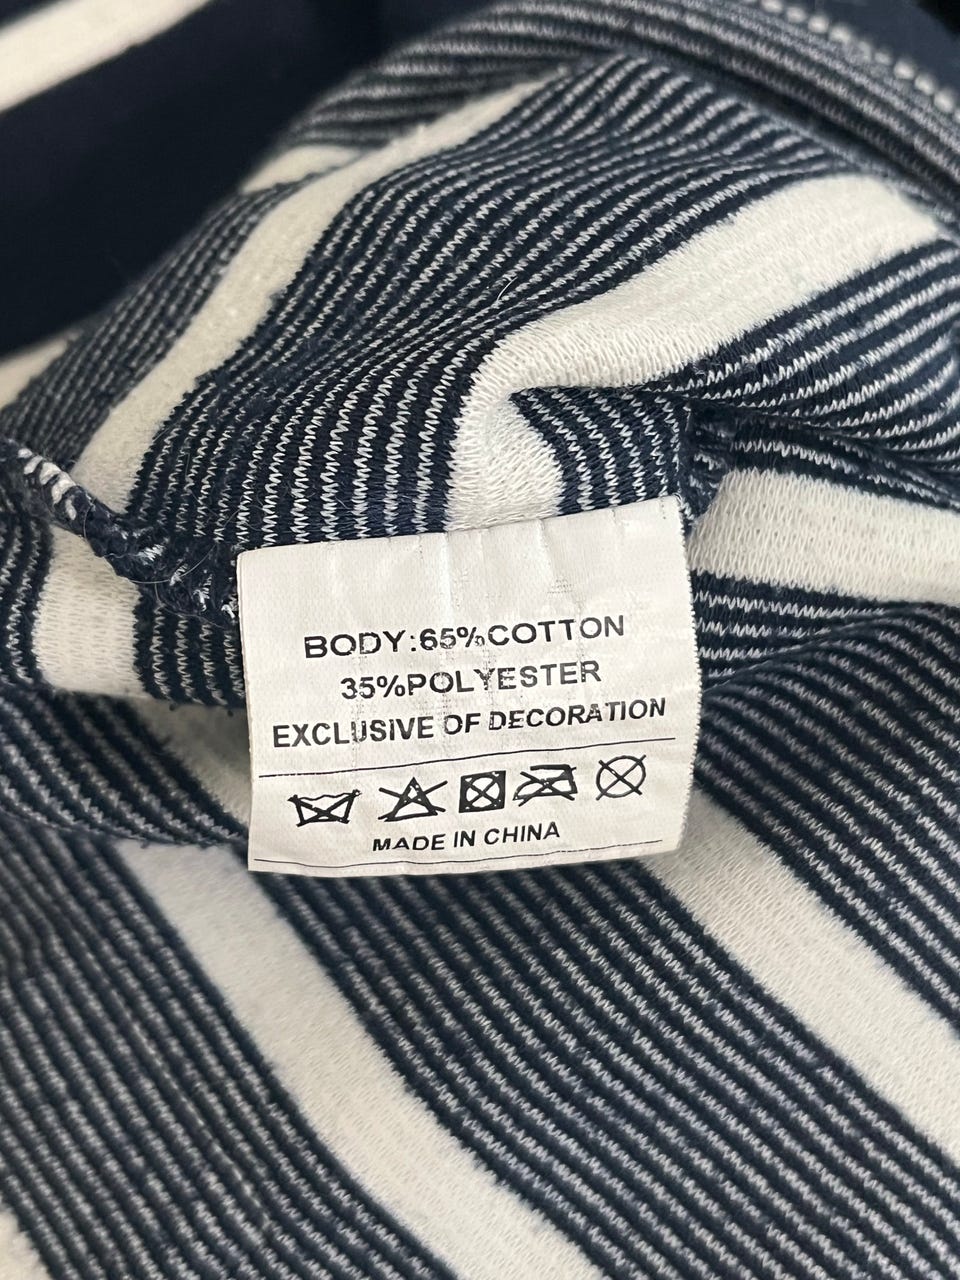 BODY:65%COTTON
35%POLYESTER
EXCLUSIVE OF DECORATION
MADE IN CHINA